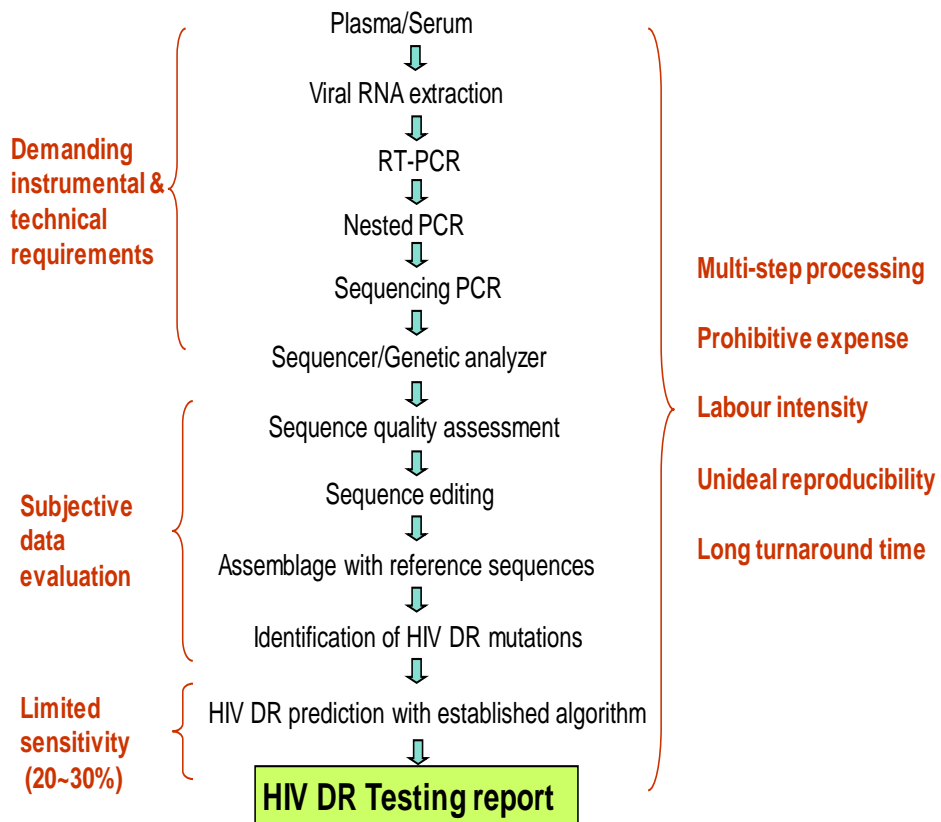 Plasma/Serum
Viral RNA extraction
RT-PCR
Nested PCR
Sequencing PCR
Sequencer/Genetic analyzer
Sequence quality assessment
Sequence editing
Assemblage with reference sequences
Identification of HIV DR mutations
HIV DR prediction with established algorithm
HIV DR Testing report
Demanding
instrumental &
technical
requirements
Subjective
data
evaluation
Limited
sensitivity
(20~30%)
Multi-step processing
Prohibitive expense
Labour intensity
Unideal reproducibility
Long turnaround time